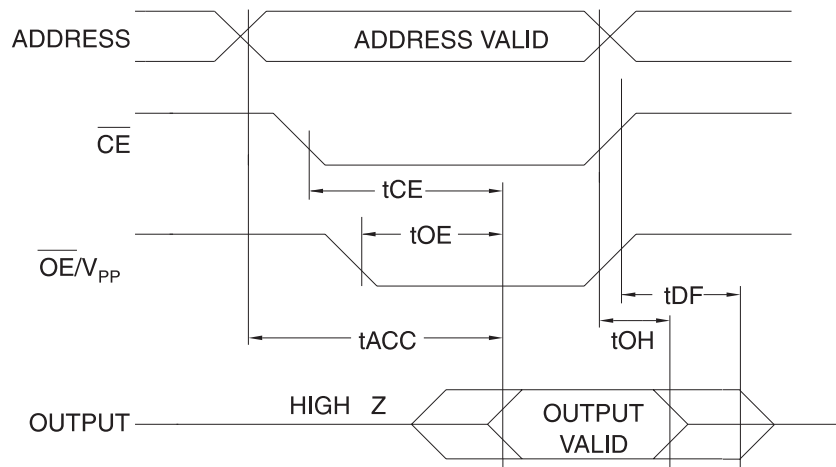 ADDRESS
ADDRESS VALID
CE
tCE
tOE
OE/VPP
tDF
tACC
tOH
HIGH Z
OUTPUT
OUTPUT
VALID